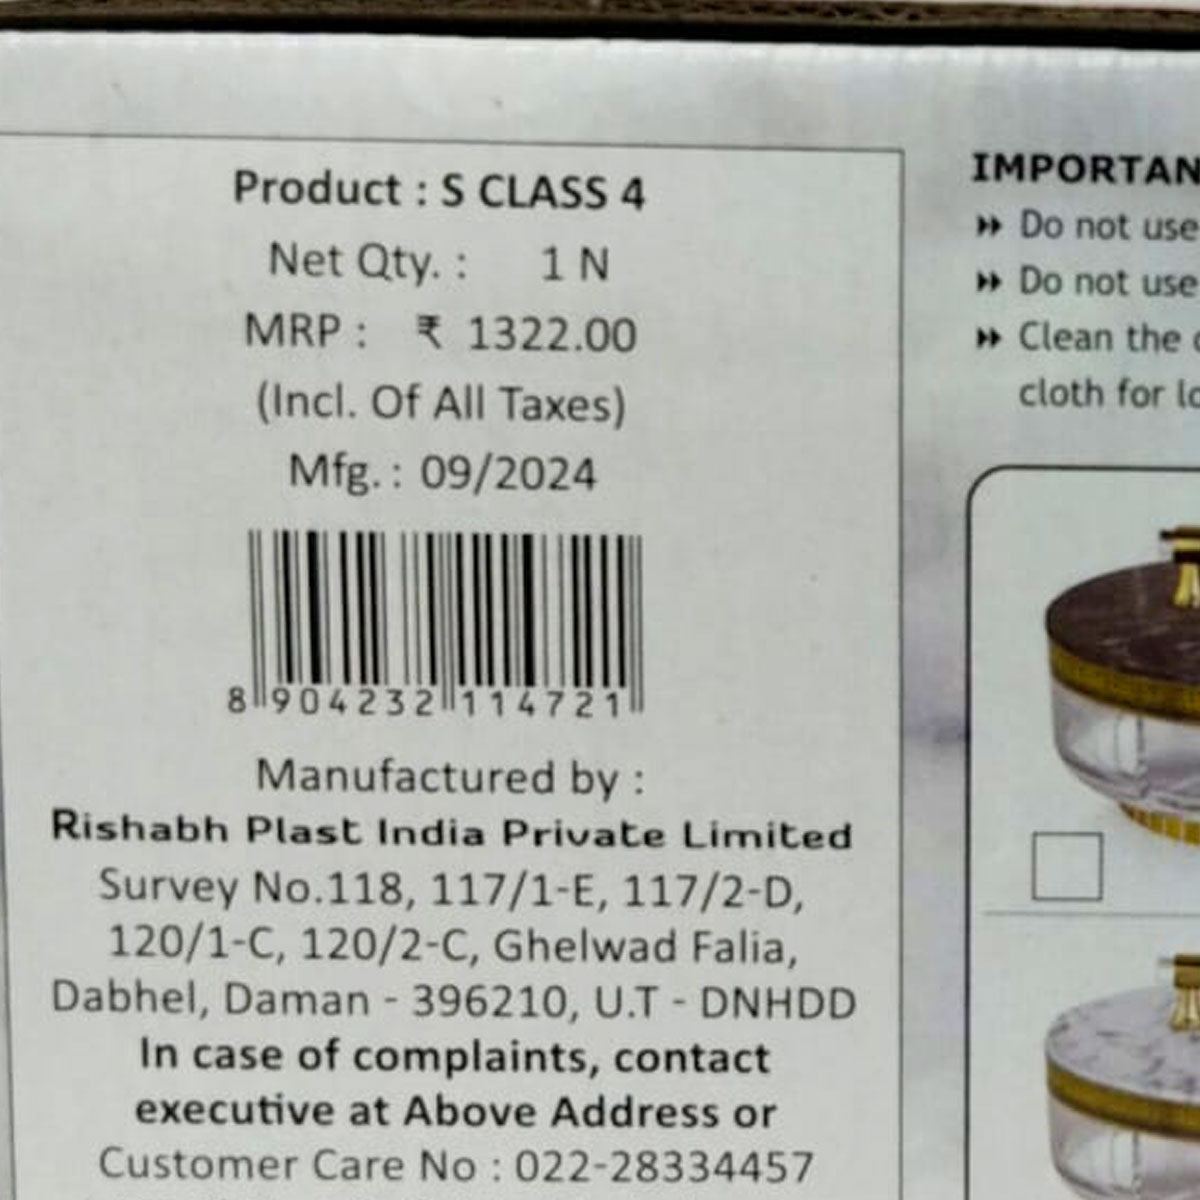 Product : S CLASS 4
Net Qty. : 1 N
MRP : ₹ 1322.00
(Incl. Of All Taxes)
Mfg. : 09/2024
8 904232 114721
Manufactured by :
Rishabh Plast India Private Limited
Survey No.118, 117/1-E, 117/2-D,
120/1-C, 120/2-C, Ghelwad Falia,
Dabhel, Daman - 396210, U.T - DNHDD
In case of complaints, contact
executive at Above Address or
Customer Care No : 022-28334457
IMPORTAN
Do not use
Do not use
Clean the
cloth for